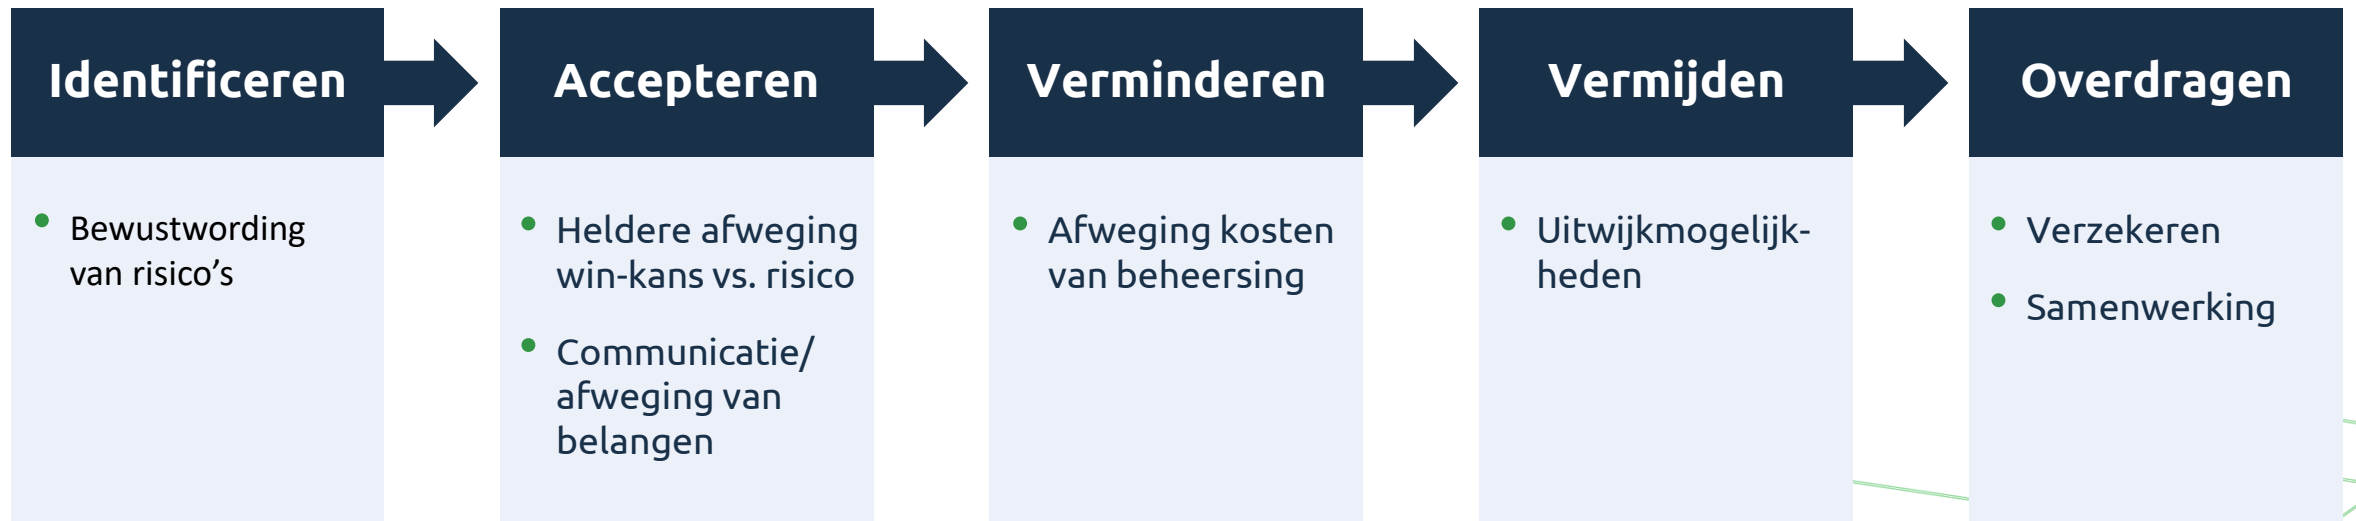 Identificeren
Bewustwording
van risico’s
Accepteren
Heldere afweging
win-kans vs. risico
Communicatie/
afweging van
belangen
Verminderen
Afweging kosten
van beheersing
Vermijden
Uitwijkmogelijk-
heden
Overdragen
Verzekeren
Samenwerking